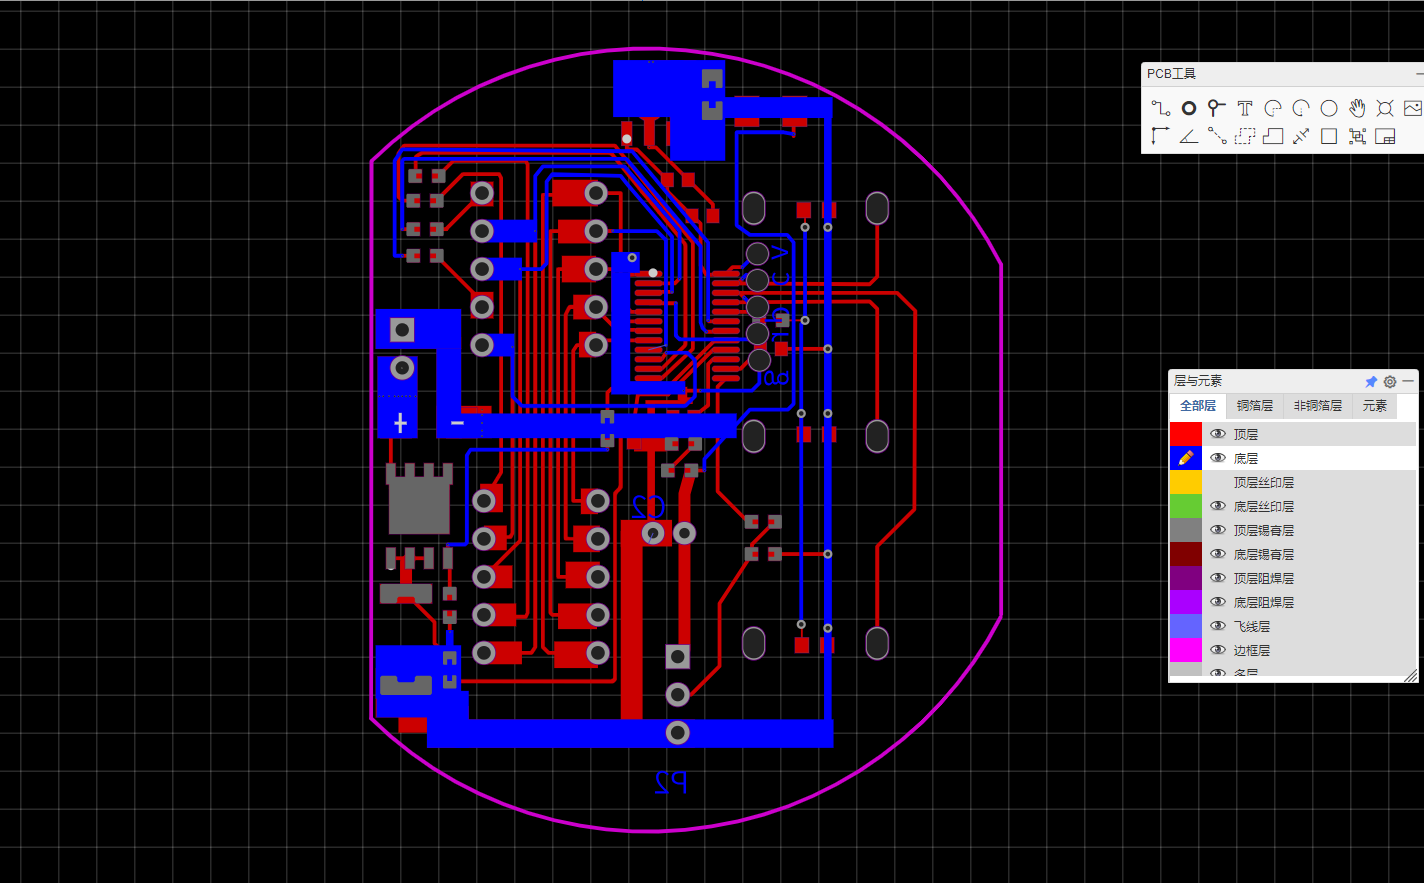 PCB工具
层与元素
全部层 铜箔层 非铜箔层 元素
顶层
底层
顶层丝印层
底层丝印层
顶层锡膏层
底层锡膏层
顶层阻焊层
底层阻焊层
飞线层
边框层
多层
+ -
C2
P2